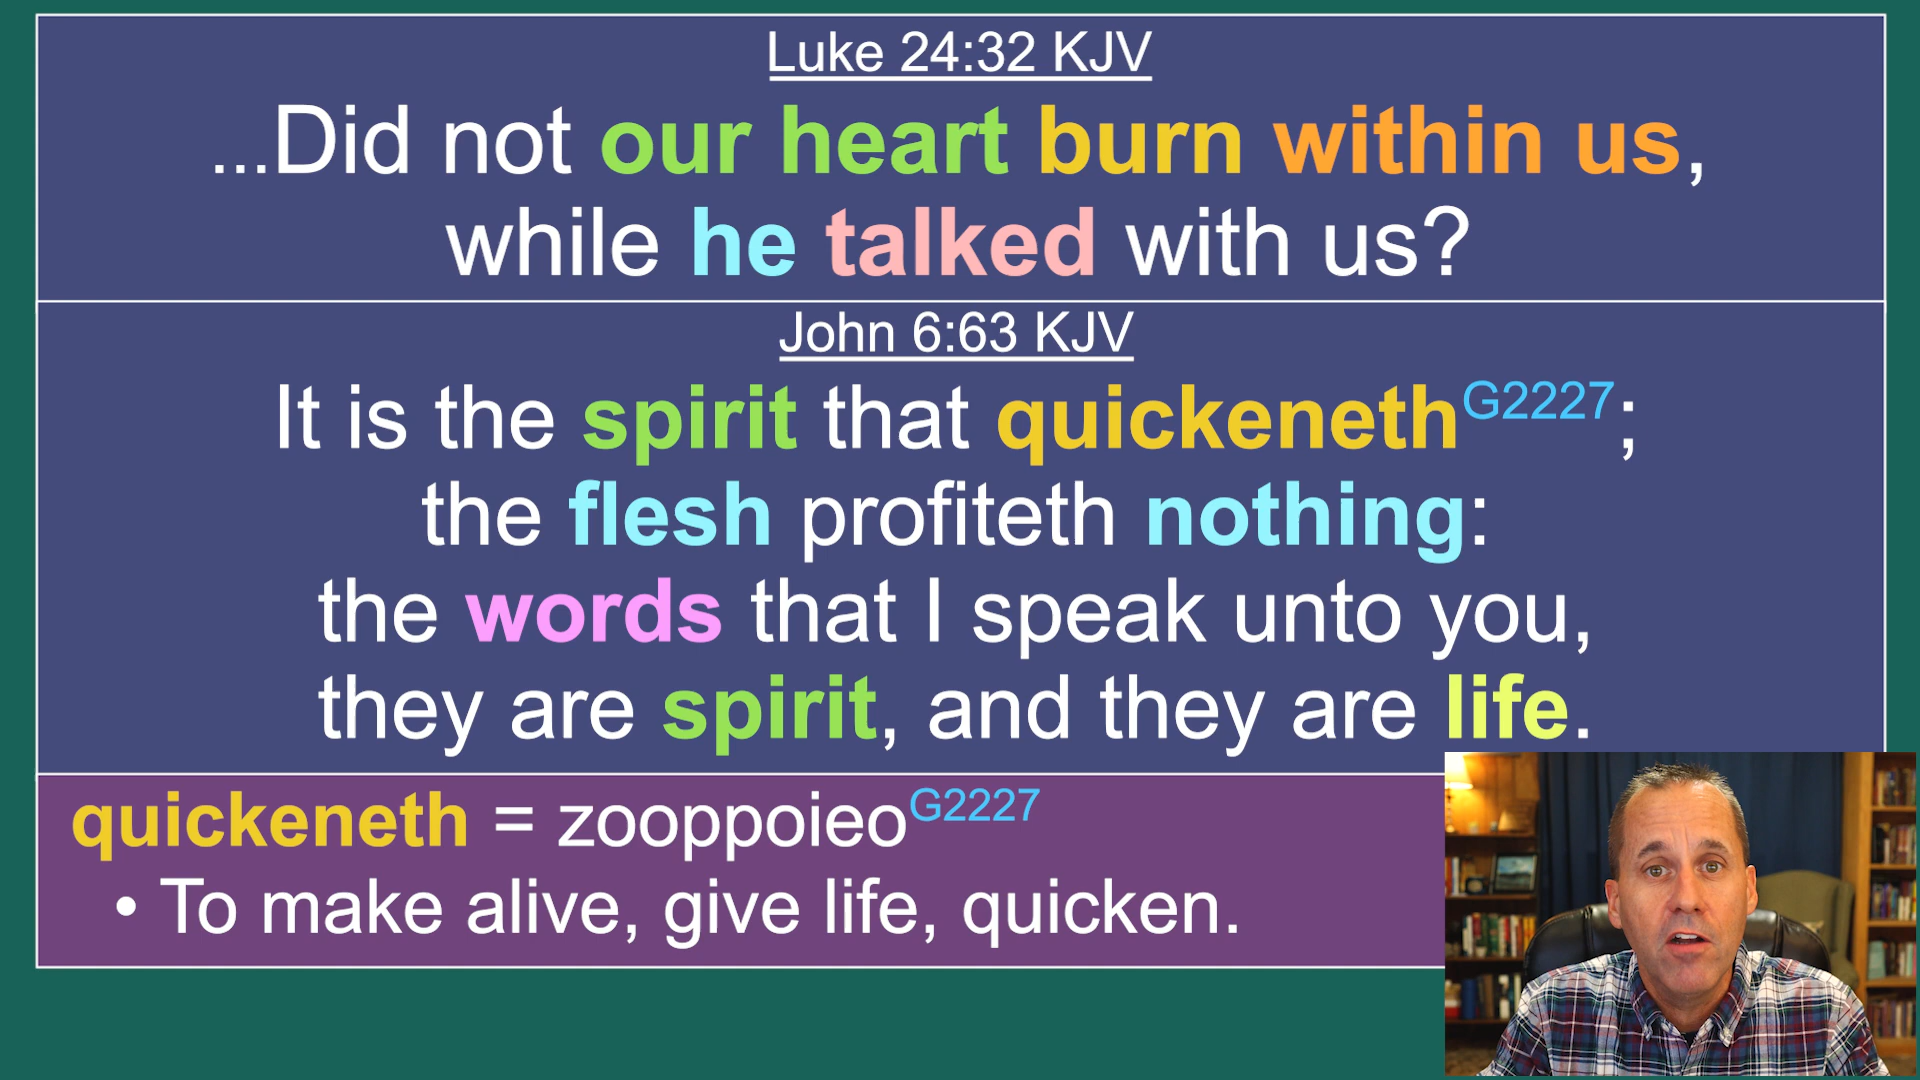 Luke 24:32 KJV
...Did not our heart burn within us,
while he talked with us?
John 6:63 KJV
It is the spirit that quickenethG2227;
the flesh profiteth nothing:
the words that I speak unto you,
they are spirit, and they are life.
quickeneth = zooppoieoG2227
• To make alive, give life, quicken.